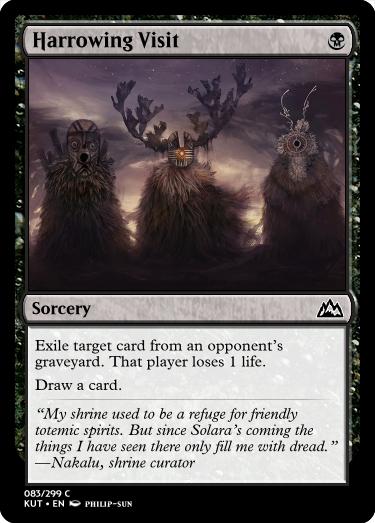 Harrowing Visit
Sorcery
Exile target card from an opponent's
graveyard. That player loses 1 life.
Draw a card.
"My shrine used to be a refuge for friendly
totemic spirits. But since Solara's coming the
things I have seen there only fill me with dread."
—Nakalu, shrine curator
083/299 C
KUT • EN PHILIP-SUN